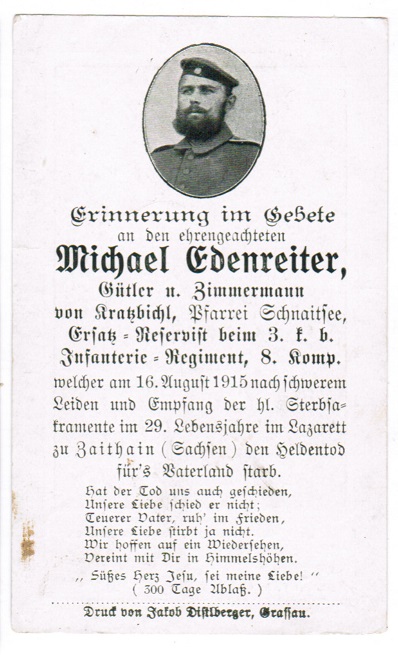 Erinnerung im Gebete
an den ehrengeachteten
Michael Edenreiter,
Gütler u. Zimmermann
von Kratzbichl, Pfarrei Schnaitsee,
Ersatz-Reservist beim 3. k. b.
Infanterie-Regiment, 8. Komp.
welcher am 16. August 1915 nach schwerem
Leiden und Empfang der hl. Sterbsa-
kramente im 29. Lebensjahre im Lazarett
zu Zaithain (Sachsen) den Heldentod
für's Vaterland starb.
Hat der Tod uns auch geschieden,
Unsere Liebe schied er nicht;
Teuerer Vater, ruh' im Frieden,
Unsere Liebe stirbt ja nicht.
Wir hoffen auf ein Wiedersehen,
Vereint mit Dir in Himmelshöhen.
„Süßes Herz Jesu, sei meine Liebe!"
(300 Tage Ablaß.)
Druck von Jakob Distlberger, Grassau.